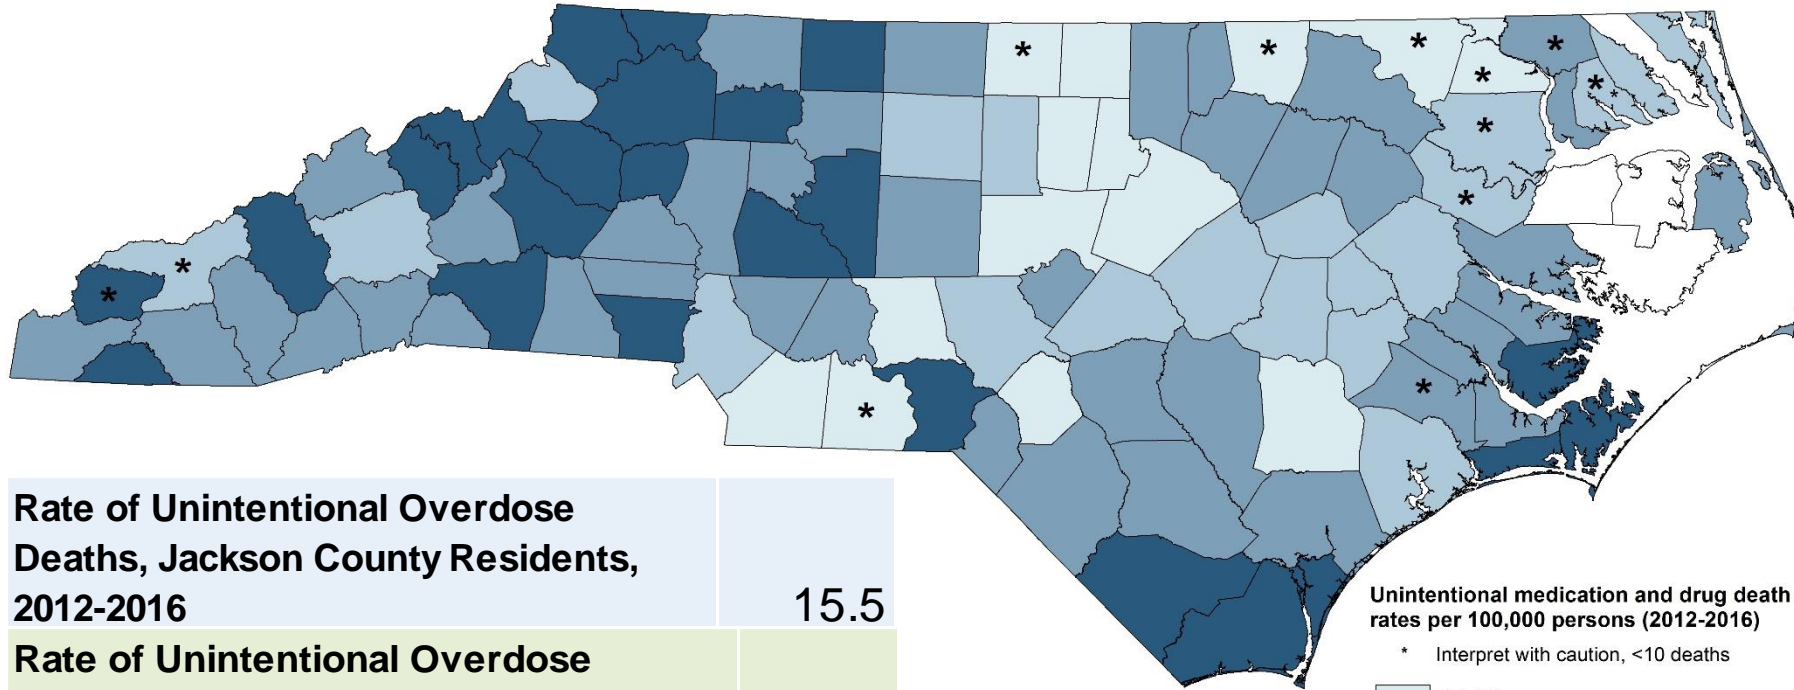 Rate of Unintentional Overdose
Deaths, Jackson County Residents,
2012-2016
15.5
Rate of Unintentional Overdose
Unintentional medication and drug death
rates per 100,000 persons (2012-2016)
* Interpret with caution, <10 deaths